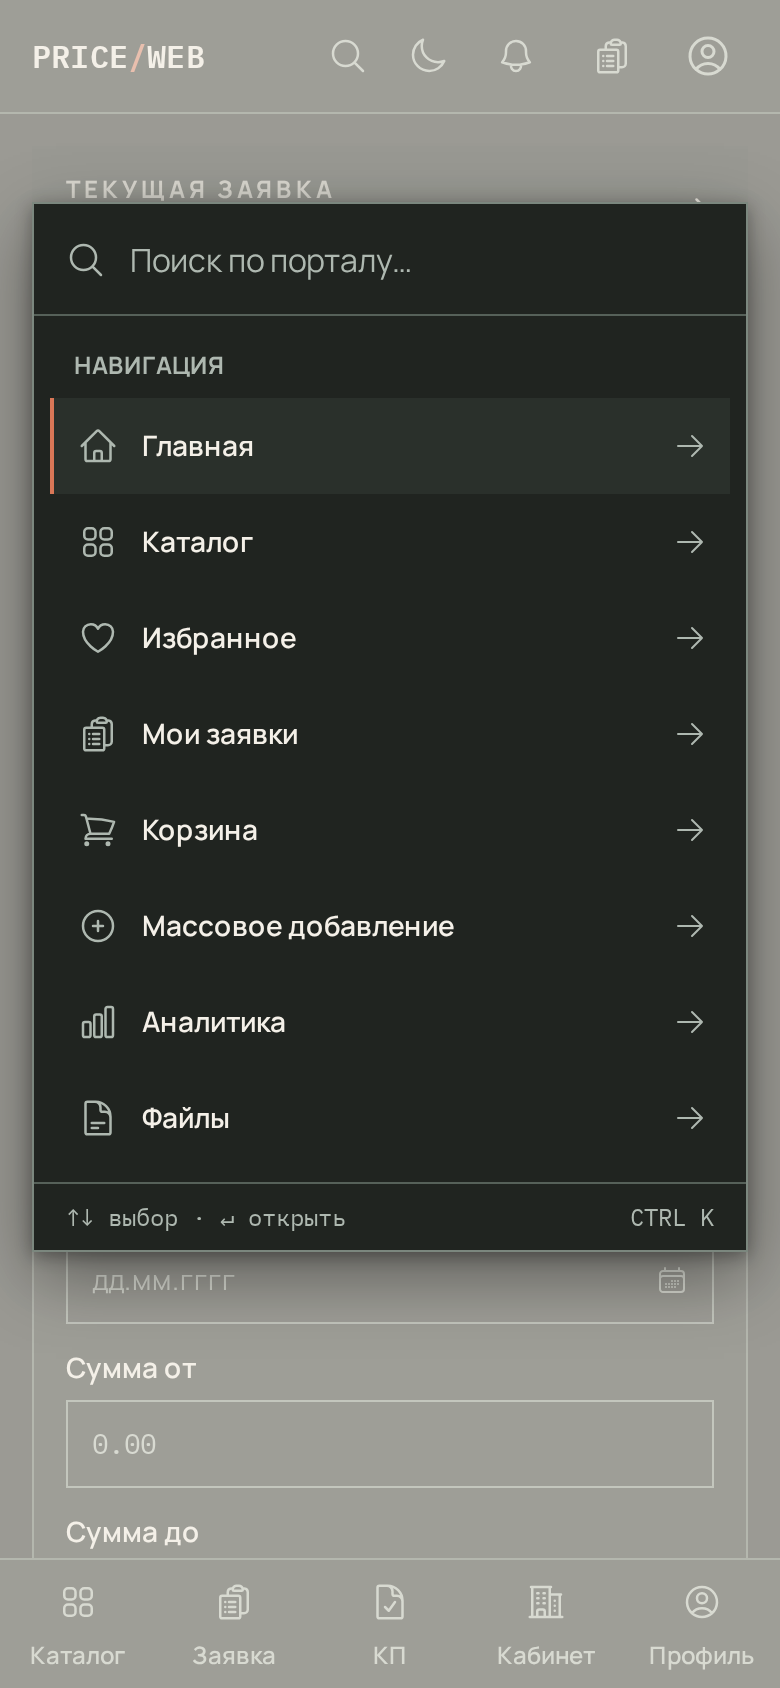 PRICE/WEB
ТЕКУЩАЯ ЗАЯВКА
Поиск по порталу...
НАВИГАЦИЯ
Главная
Каталог
Избранное
Мои заявки
Корзина
Массовое добавление
Аналитика
Файлы
↑↓ выбор · ↵ открыть CTRL K
ДД.ММ.ГГГГ
Сумма от
0.00
Сумма до
Каталог Заявка КП Кабинет Профиль